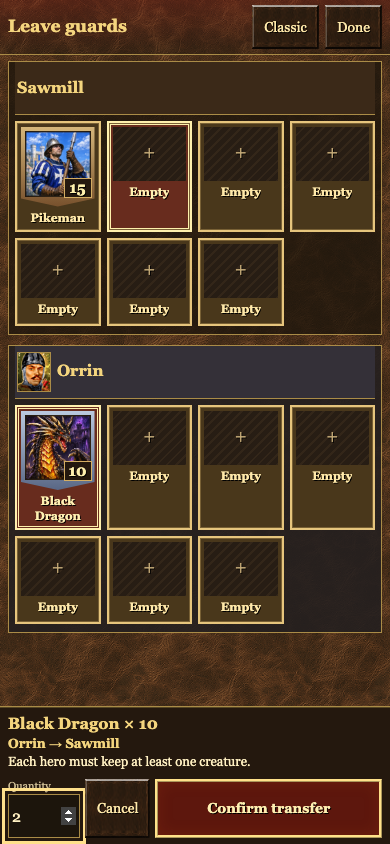 Leave guards
Classic
Done
Sawmill
15
Pikeman
+
Empty
+
Empty
+
Empty
+
Empty
+
Empty
+
Empty
Orrin
10
Black
Dragon
+
Empty
+
Empty
+
Empty
+
Empty
+
Empty
+
Empty
Black Dragon × 10
Orrin → Sawmill
Each hero must keep at least one creature.
Quantity
2
Cancel
Confirm transfer